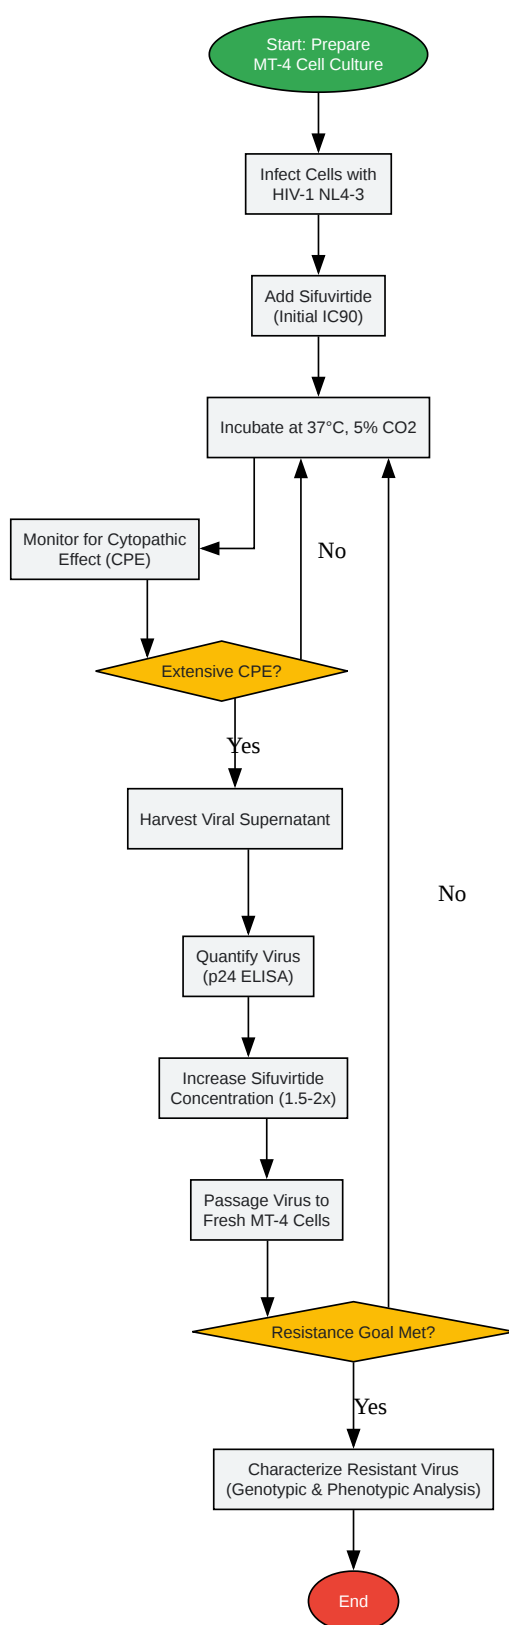 Start: Prepare
MT-4 Cell Culture
Infect Cells with
HIV-1 NL4-3
Add Sifuvirtide
(Initial IC90)
Incubate at 37°C, 5% CO2
Monitor for Cytopathic
Effect (CPE)
No
Extensive CPE?
Yes
Harvest Viral Supernatant
No
Quantify Virus
(p24 ELISA)
Increase Sifuvirtide
Concentration (1.5-2x)
Passage Virus to
Fresh MT-4 Cells
Resistance Goal Met?
Yes
Characterize Resistant Virus
(Genotypic & Phenotypic Analysis)
End